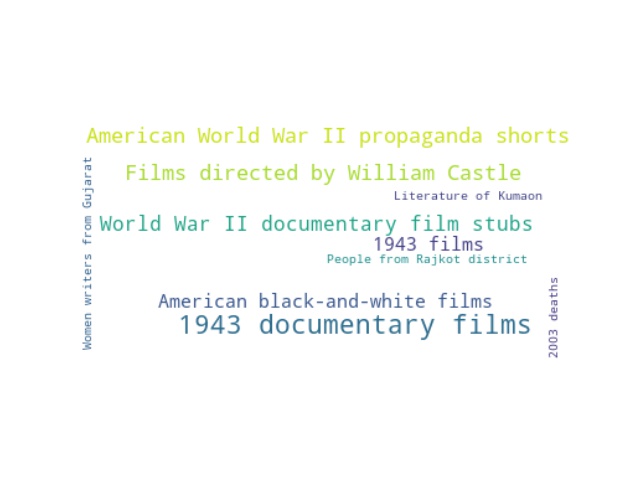 American World War II propaganda shorts
Films directed by William Castle
Literature of Kumaon
World War II documentary film stubs
1943 films
People from Rajkot district
American black-and-white films
1943 documentary films
Women writers from Gujarat
2003 deaths